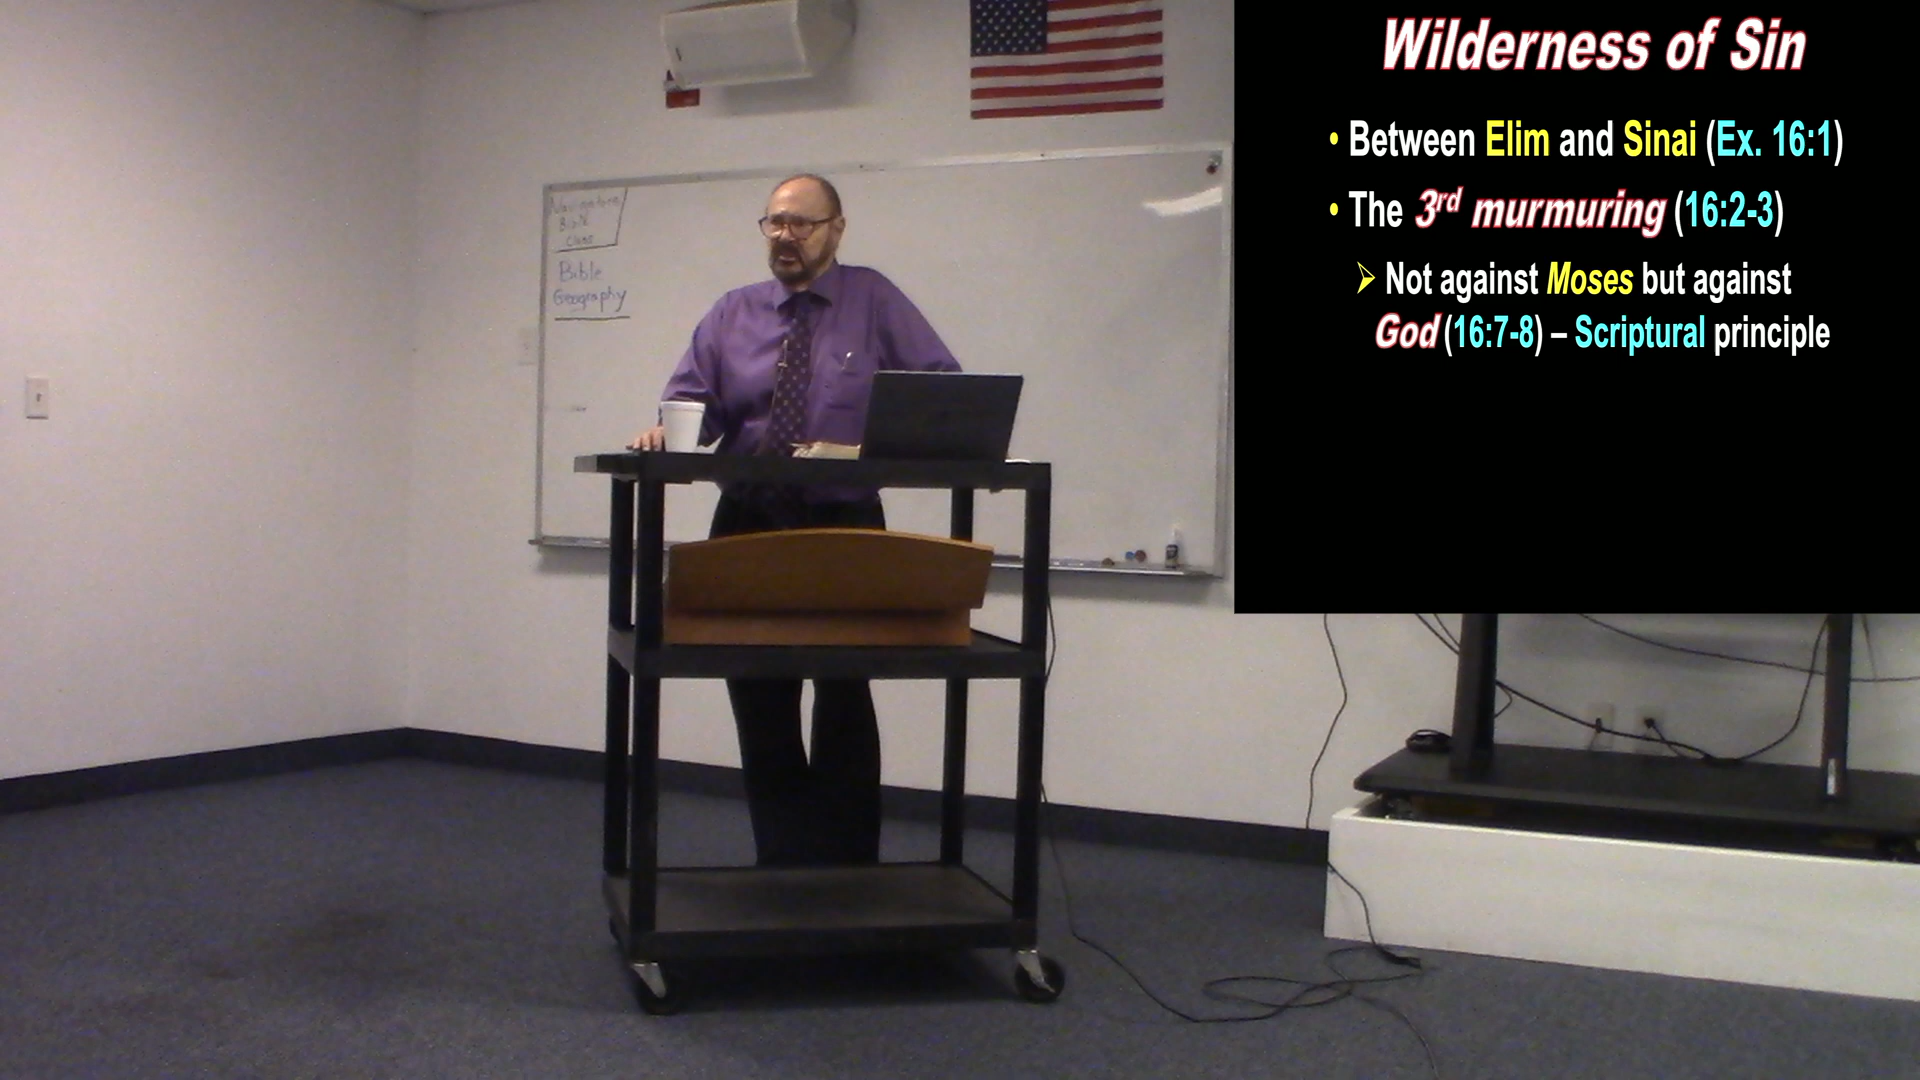 Wilderness of Sin
• Between Elim and Sinai (Ex. 16:1)
• The 3rd murmuring (16:2-3)
➢ Not against Moses but against
God (16:7-8) – Scriptural principle
Class
Bible
Geography